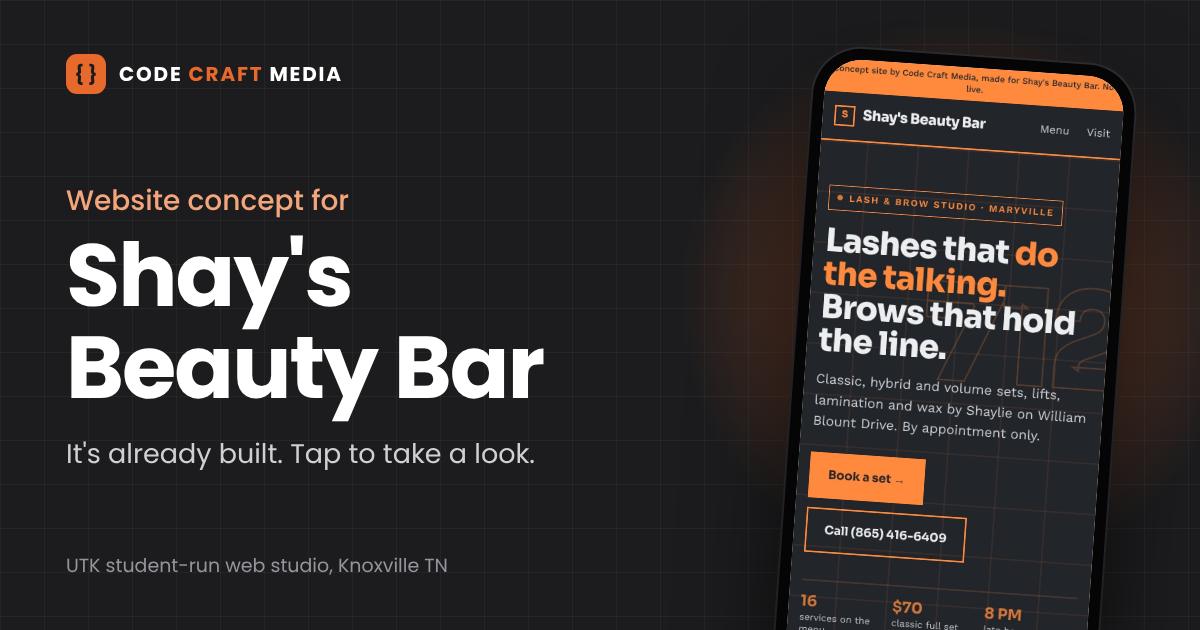 { } CODE CRAFT MEDIA
Website concept for
Shay's
Beauty Bar
It's already built. Tap to take a look.
UTK student-run web studio, Knoxville TN
concept site by Code Craft Media, made for Shay's Beauty Bar.
live.
S Shay's Beauty Bar Menu Visit
LASH & BROW STUDIO · MARYVILLE
Lashes that do
the talking.
Brows that hold
the line.
712
Classic, hybrid and volume sets, lifts,
lamination and wax by Shaylie on William
Blount Drive. By appointment only.
Book a set →
Call (865) 416-6409
16 $70 8 PM
services on the classic full set
menu